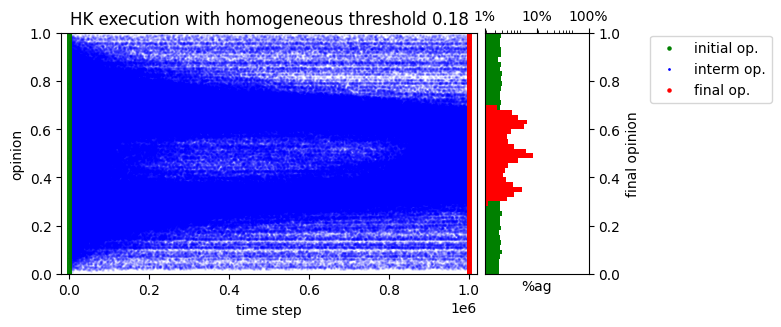 HK execution with homogeneous threshold 0.18
1% 10% 100%
1.0 1.0
0.8 0.8
0.6 0.6
0.4 0.4
0.2 0.2
0.0 0.0
opinion
final opinion
initial op.
interm op.
final op.
0.0 0.2 0.4 0.6 0.8 1.0
1e6
time step
%ag